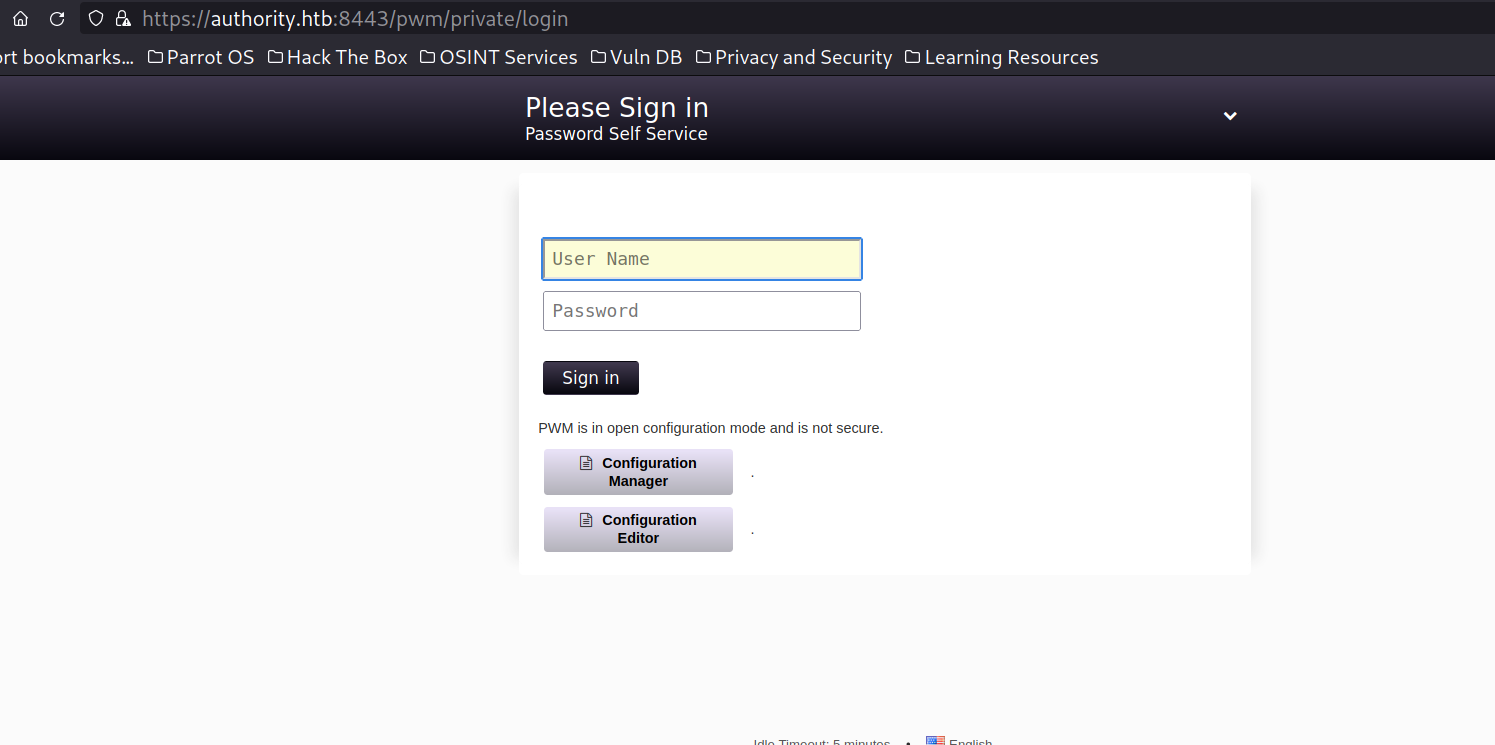 https://authority.htb:8443/pwm/private/login
ort bookmarks... Parrot OS Hack The Box OSINT Services Vuln DB Privacy and Security Learning Resources
Please Sign in
Password Self Service
User Name
Password
Sign in
PWM is in open configuration mode and is not secure.
Configuration
Manager
.
Configuration
Editor
.
Idle Timeout: 5 minutes • English